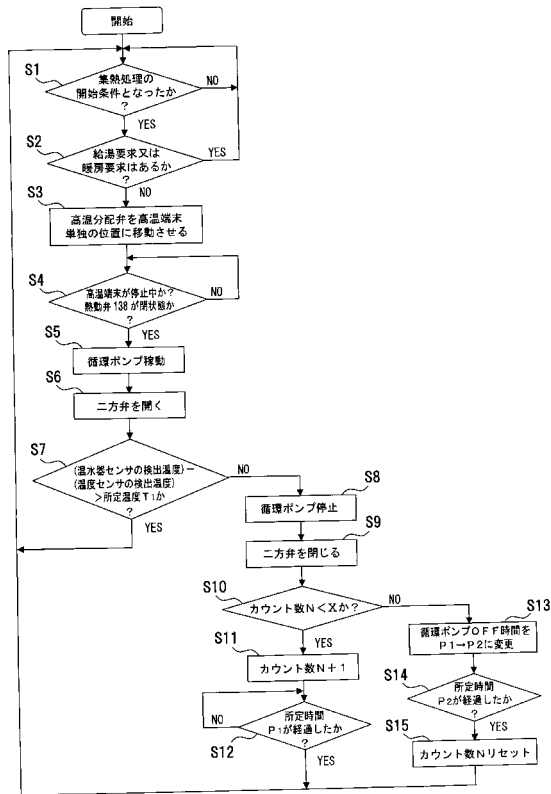 開始
S1
集熱処理の
開始条件となったか
?
NO
YES
S2
給湯要求又は
暖房要求はあるか
?
YES
NO
S3
高温分配弁を高温端末
単独の位置に移動させる
S4
高温端末が停止中か?
熱動弁138が閉状態か
?
NO
YES
S5
循環ポンプ稼動
S6
二方弁を開く
S7
(温水器センサの検出温度)−
(温度センサの検出温度)
>所定温度T1か
?
NO
YES
S8
循環ポンプ停止
S9
二方弁を閉じる
S10
カウント数N<Xか?
NO
YES
S11
カウント数N+1
S12
所定時間
P1が経過したか
?
NO
YES
S13
循環ポンプOFF時間を
P1→P2に変更
S14
所定時間
P2が経過したか
?
YES
S15
カウント数Nリセット